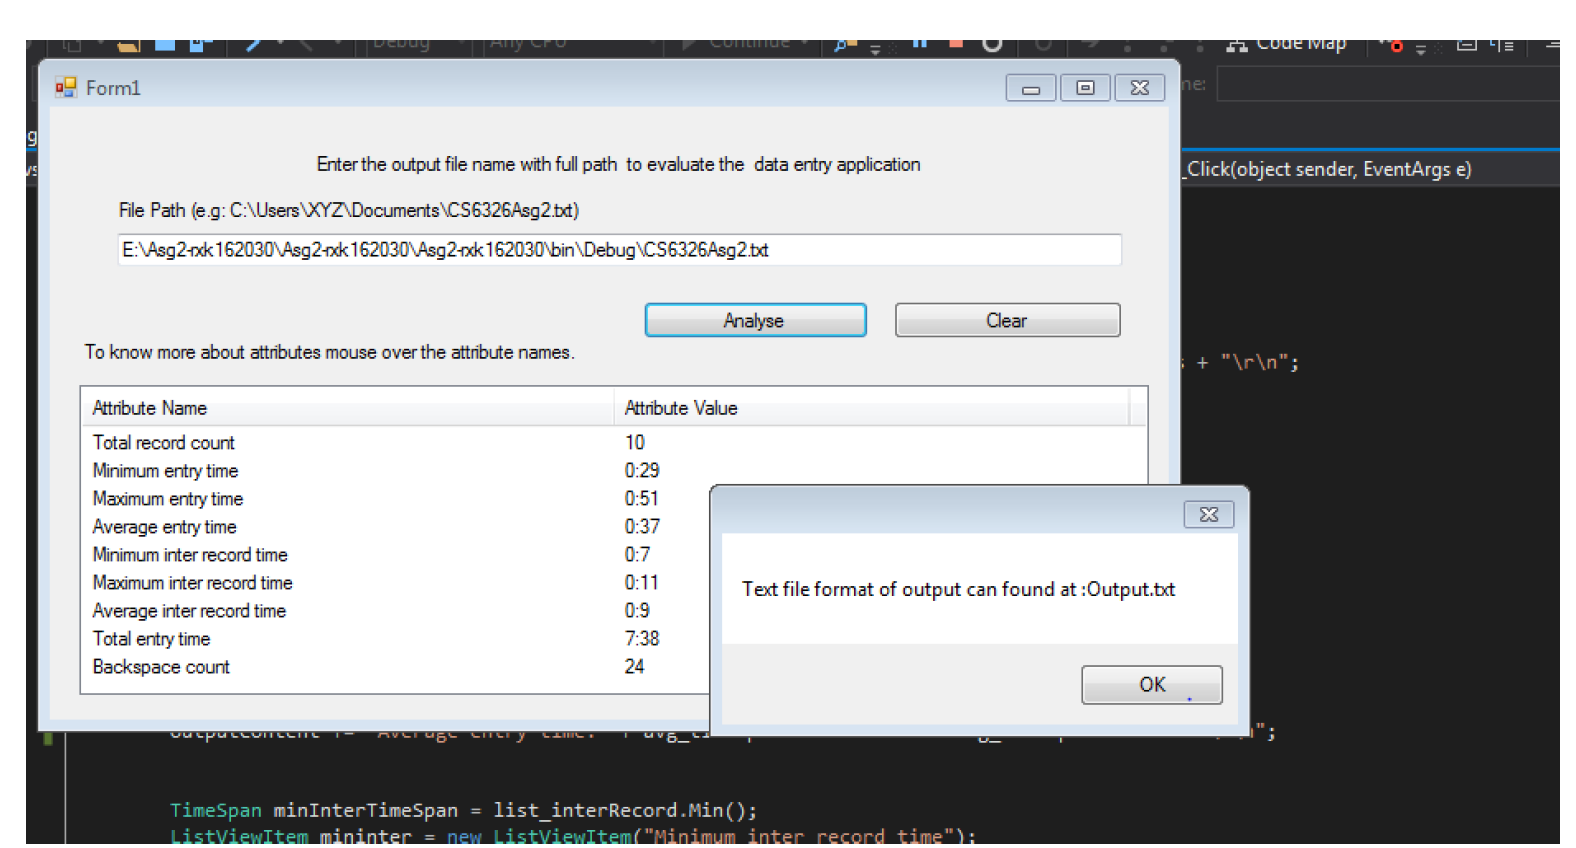 Debug Any CPU Continue Code Map
Form1
Enter the output file name with full path to evaluate the data entry application
_Click(object sender, EventArgs e)
File Path (e.g: C:\Users\XYZ\Documents\CS6326Asg2.txt)
E:\Asg2-rxk162030\Asg2-rxk162030\Asg2-rxk162030\bin\Debug\CS6326Asg2.txt
Analyse Clear
To know more about attributes mouse over the attribute names.
+ "\r\n";
Attribute Name Attribute Value
Total record count 10
Minimum entry time 0:29
Maximum entry time 0:51
Average entry time 0:37
Minimum inter record time 0:7
Maximum inter record time 0:11
Average inter record time 0:9
Total entry time 7:38
Backspace count 24
Text file format of output can found at :Output.txt
OK
TimeSpan minInterTimeSpan = list_interRecord.Min();
ListViewItem mininter = new ListViewItem("Minimum inter record time");